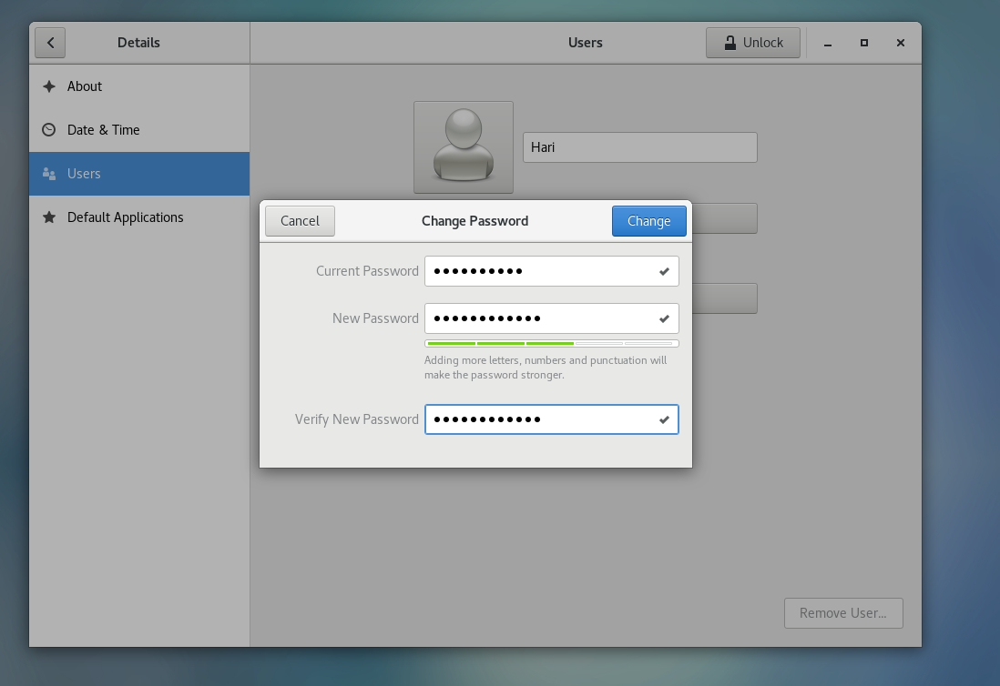 Details
Users
Unlock
About
Date & Time
Users
Default Applications
Hari
Cancel
Change Password
Change
Current Password
New Password
Adding more letters, numbers and punctuation will
make the password stronger.
Verify New Password
Remove User...